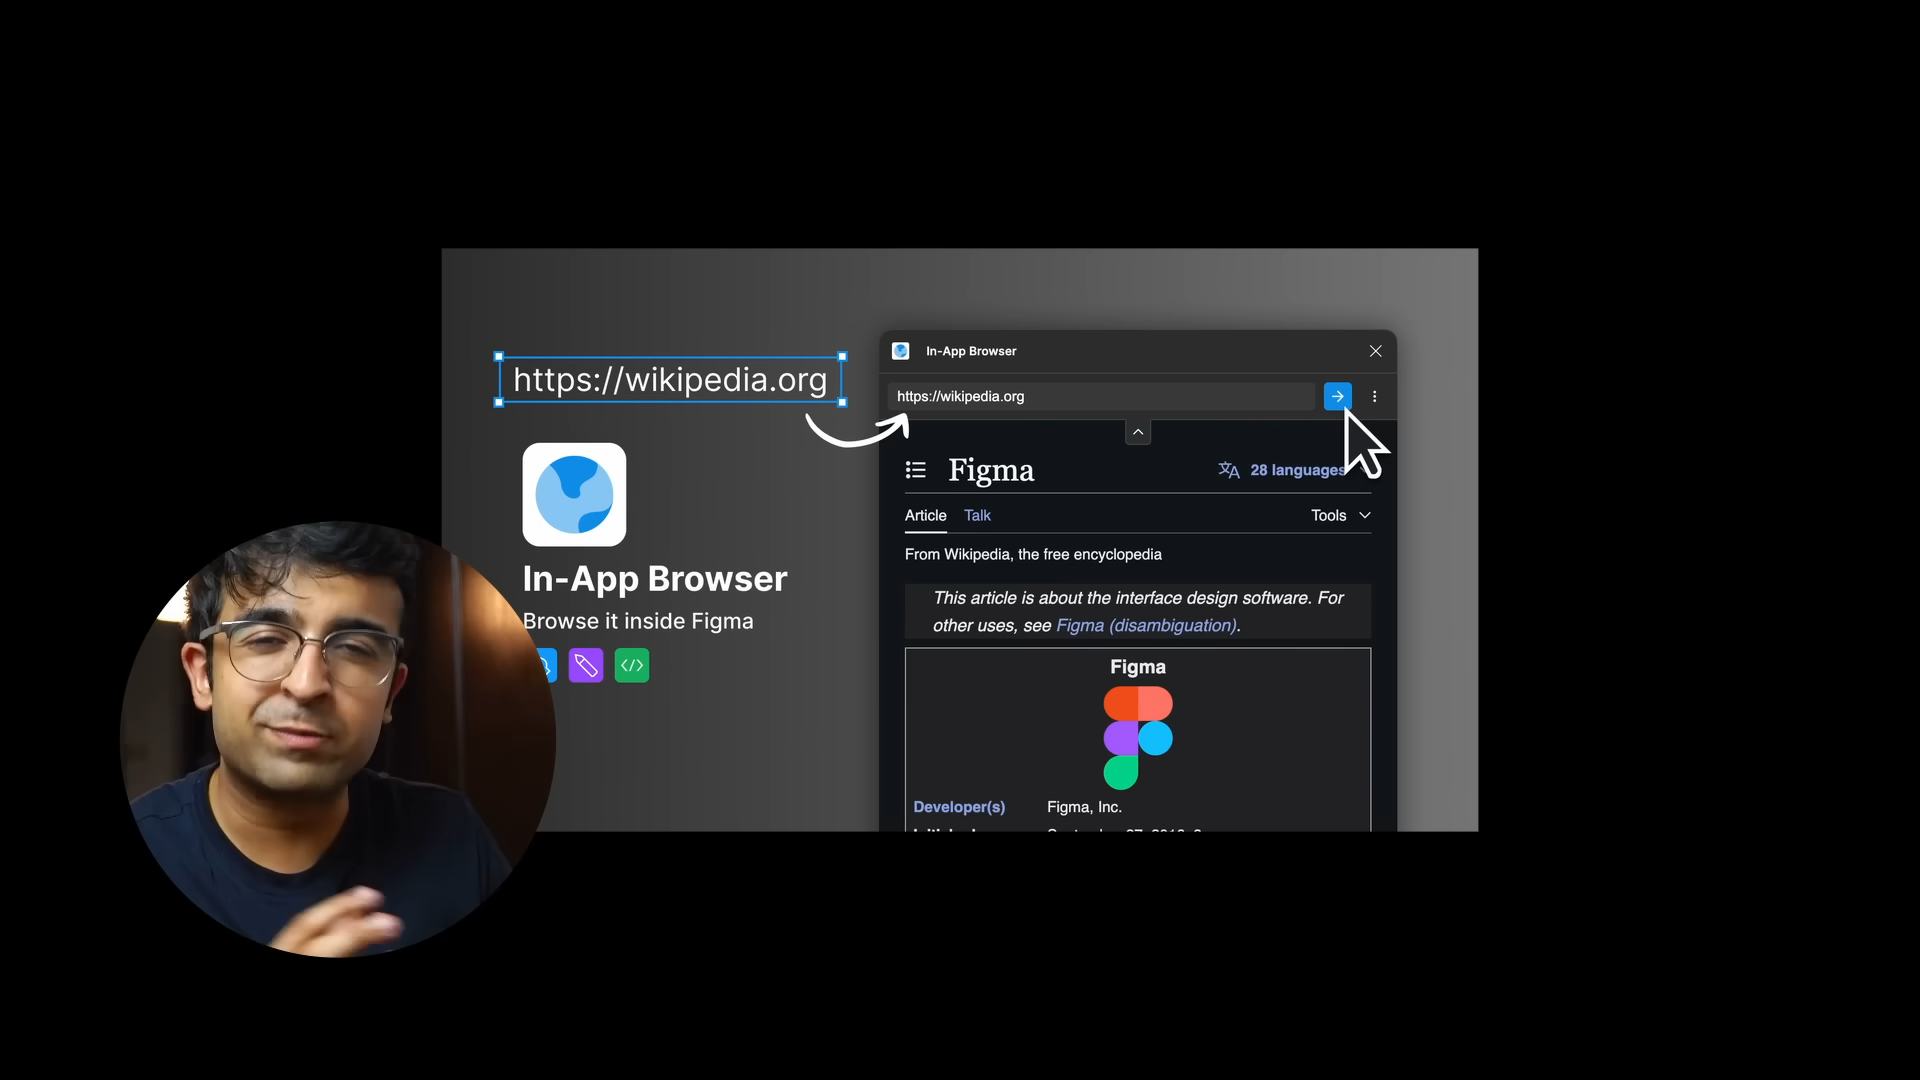 https://wikipedia.org
In-App Browser
Browse it inside Figma
In-App Browser
https://wikipedia.org
Figma
28 languages
Article Talk Tools
From Wikipedia, the free encyclopedia
This article is about the interface design software. For
other uses, see Figma (disambiguation).
Figma
Developer(s) Figma, Inc.